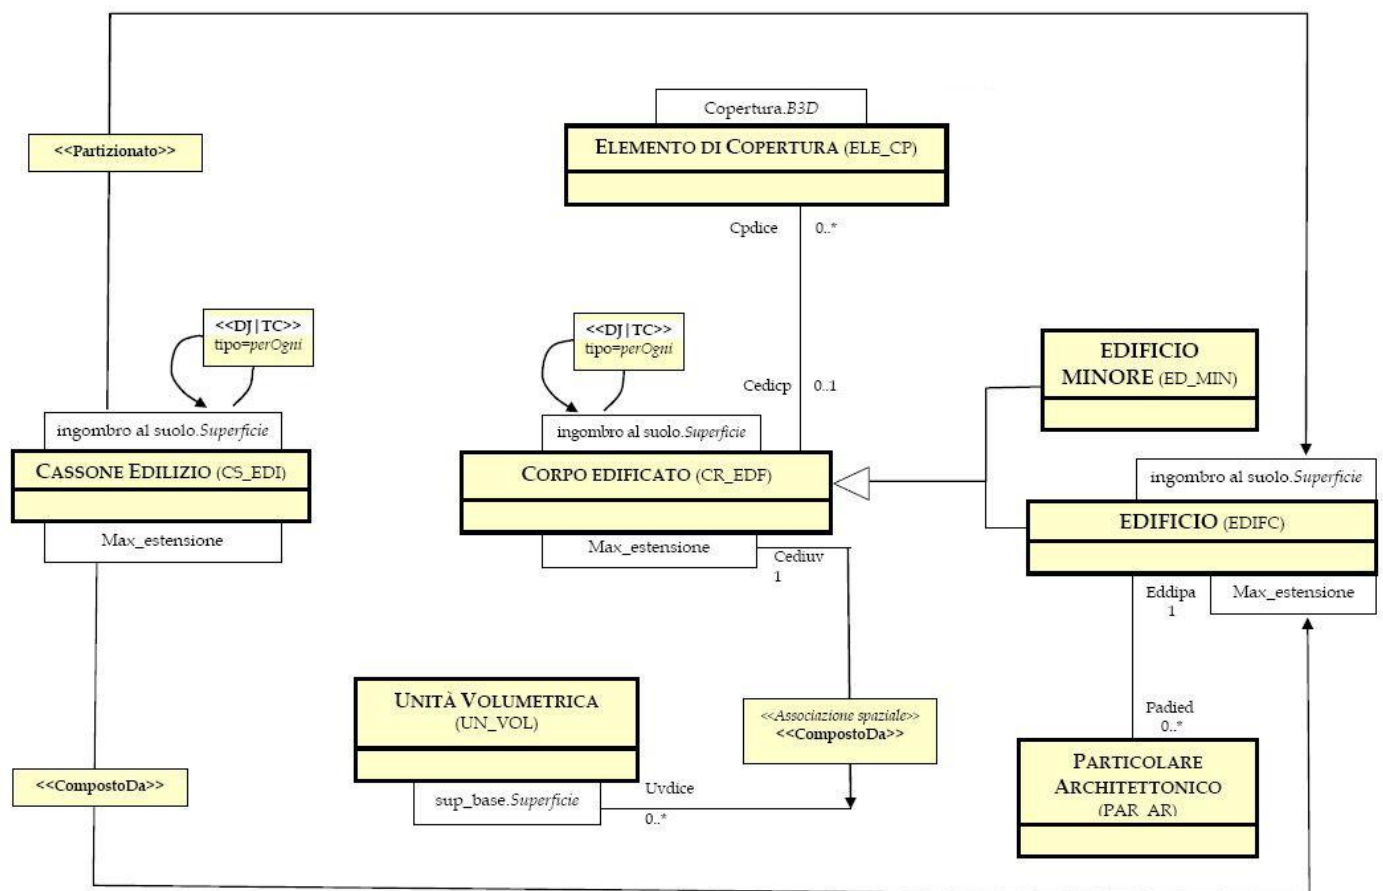 Copertura.B3D
ELEMENTO DI COPERTURA (ELE_CP)
<<Partizionato>>
Cpdice
0..*
<<DJ|TC>>
tipo=perOgni
<<DJ|TC>>
tipo=perOgni
Cedicp
0..1
EDIFICIO
MINORE (ED_MIN)
ingombro al suolo.Superficie
CASSONE EDILIZIO (CS_EDI)
Max_estensione
ingombro al suolo.Superficie
CORPO EDIFICATO (CR_EDF)
Max_estensione
Cediuv
1
ingombro al suolo.Superficie
EDIFICIO (EDIFC)
Eddipa
1
Max_estensione
UNITÀ VOLUMETRICA
(UN_VOL)
sup_base.Superficie
Uvdice
0..*
<<Associazione spaziale>>
<<CompostoDa>>
Padied
0..*
PARTICOLARE
ARCHITETTONICO
(PAR_AR)
<<CompostoDa>>